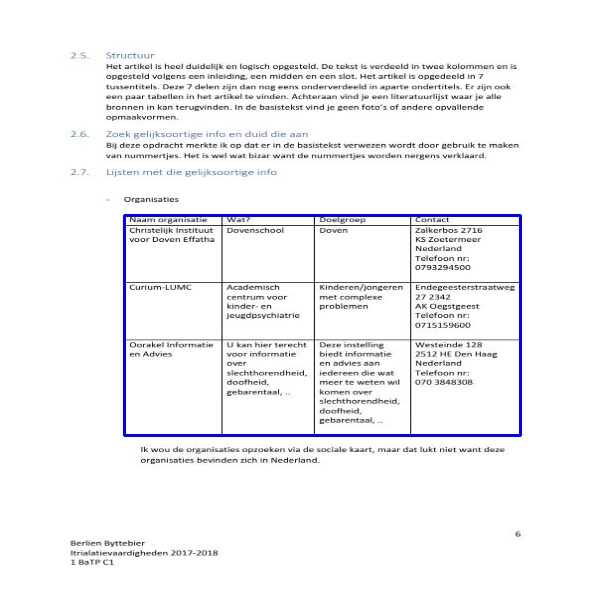 2.5. Structuur
Het artikel is heel duidelijk en logisch opgesteld. De tekst is verdeeld in twee kolommen en is
opgesteld volgens een inleiding, een midden en een slot. Het artikel is opgedeeld in 7
tussentitels. Deze 7 delen zijn dan nog eens onderverdeeld in aparte ondertitels. Er zijn ook
een paar tabellen in het artikel te vinden. Achteraan vind je een literatuurlijst waar je alle
bronnen in kan terugvinden. In de basistekst vind je geen foto's of andere opvallende
opmaakvormen.
2.6. Zoek gelijksoortige info en duid die aan
Bij deze opdracht merkte ik op dat er in de basistekst verwezen wordt door gebruik te maken
van nummertjes. Het is wel wat bizar want de nummertjes worden nergens verklaard.
2.7. Lijsten met die gelijksoortige info
- Organisaties
Naam organisatie Wat? Doelgroep Contact
Christelijk Instituut Dovenschool Doven Zalkerbos 2716
voor Doven Effatha KS Zoetermeer
Nederland
Telefoon nr:
0793294500
Curium-LUMC Academisch Kinderen/jongeren Endegeesterstraatweg
centrum voor met complexe 27 2342
kinder- en problemen AK Oegstgeest
jeugdpsychiatrie Telefoon nr:
0715159600
Oorakel Informatie U kan hier terecht Deze instelling Westeinde 128
en Advies voor informatie biedt informatie 2512 HE Den Haag
over en advies aan Nederland
slechthorendheid, iedereen die wat Telefoon nr:
doofheid, meer te weten wil 070 3848308
gebarentaal, .. komen over
slechthorendheid,
doofheid,
gebarentaal, ..
Ik wou de organisaties opzoeken via de sociale kaart, maar dat lukt niet want deze
organisaties bevinden zich in Nederland.
6
Berlien Byttebier
Itrialatievaardigheden 2017-2018
1 BaTP C1